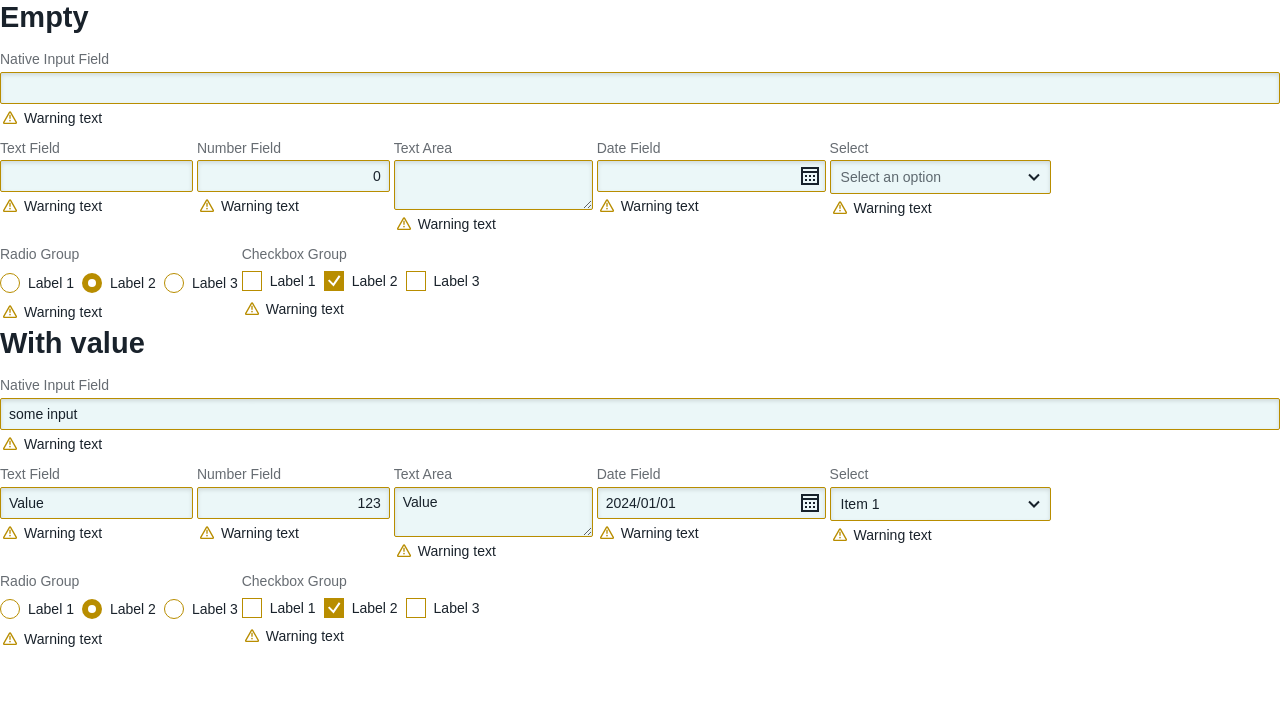 Empty
Native Input Field
Warning text
Text Field Number Field Text Area Date Field Select
0 Select an option
Warning text Warning text Warning text Warning text Warning text
Radio Group Checkbox Group
Label 1 Label 2 Label 3 Label 1 Label 2 Label 3
Warning text Warning text
With value
Native Input Field
some input
Warning text
Text Field Number Field Text Area Date Field Select
Value 123 Value 2024/01/01 Item 1
Warning text Warning text Warning text Warning text Warning text
Radio Group Checkbox Group
Label 1 Label 2 Label 3 Label 1 Label 2 Label 3
Warning text Warning text